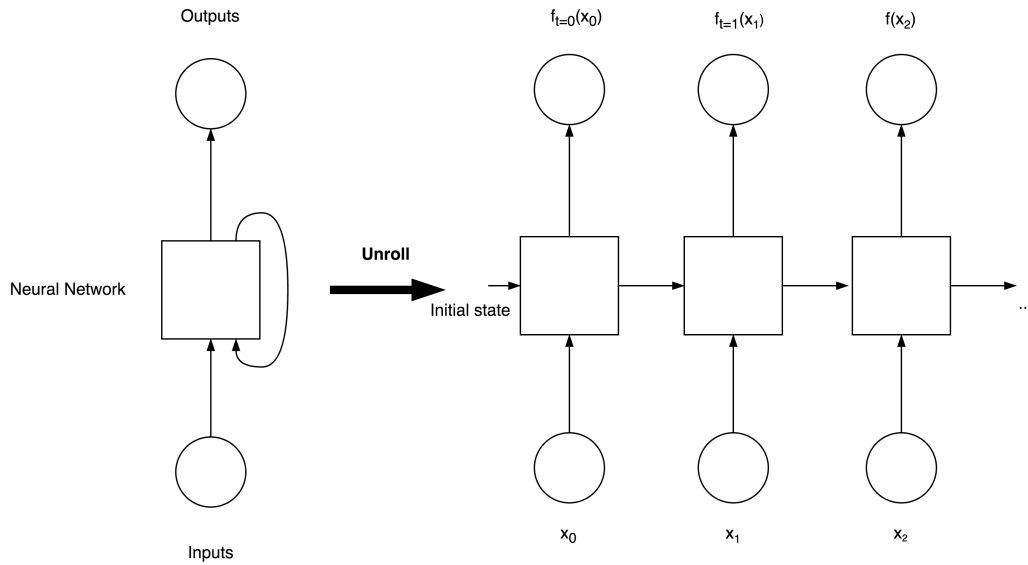 Outputs
f_{t=0}(x_0)
f_{t=1}(x_1)
f(x_2)
Unroll
Neural Network
Initial state
..
x_0
x_1
x_2
Inputs